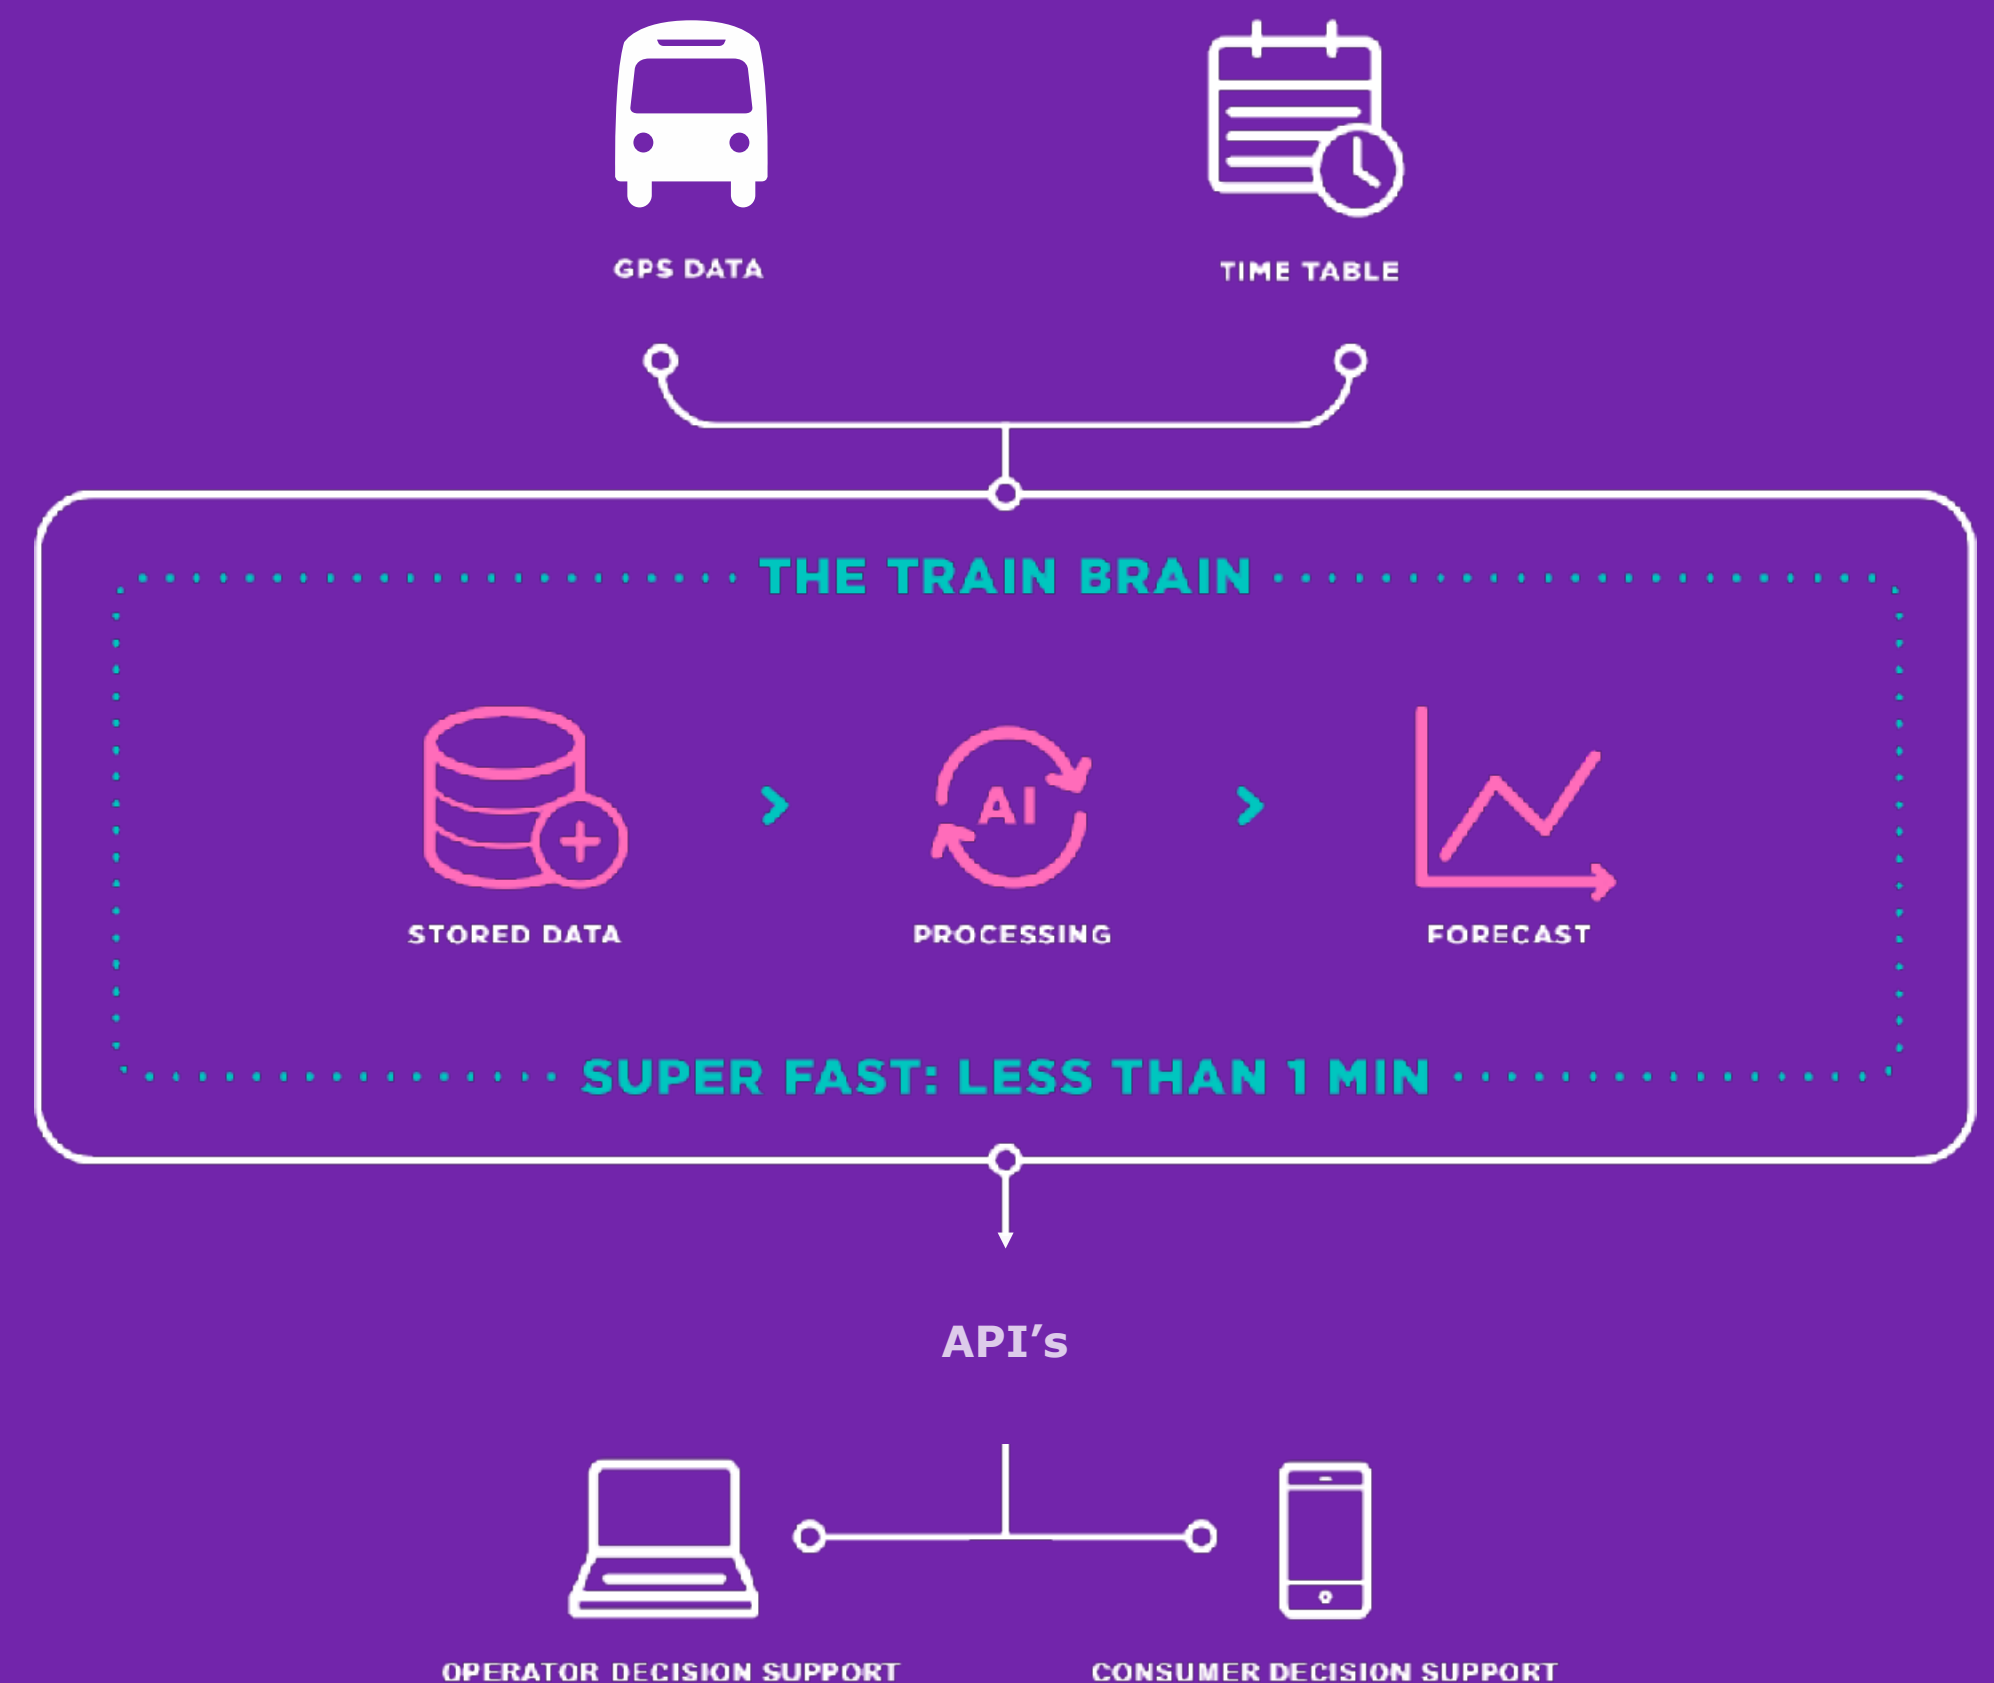 GPS DATA
TIME TABLE
THE TRAIN BRAIN
AI
STORED DATA
PROCESSING
FORECAST
SUPER FAST: LESS THAN 1 MIN
API’s
OPERATOR DECISION SUPPORT
CONSUMER DECISION SUPPORT